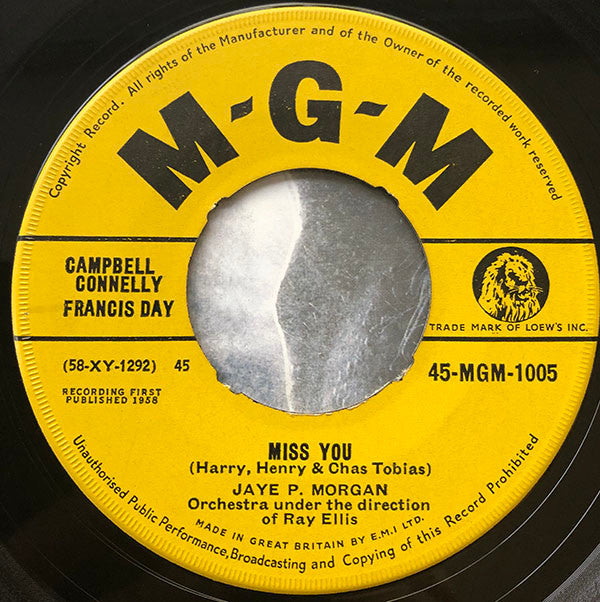 Copyright Record. All rights of the Manufacturer and of the Owner of the recorded work reserved
M-G-M
CAMPBELL
CONNELLY
FRANCIS DAY
TRADE MARK OF LOEW'S INC.
(58-XY-1292) 45
45-MGM-1005
RECORDING FIRST
PUBLISHED 1958
MISS YOU
(Harry, Henry & Chas Tobias)
JAYE P. MORGAN
Orchestra under the direction
of Ray Ellis
MADE IN GREAT BRITAIN BY E.M.I LTD.
Unauthorised Public Performance, Broadcasting and Copying of this Record Prohibited